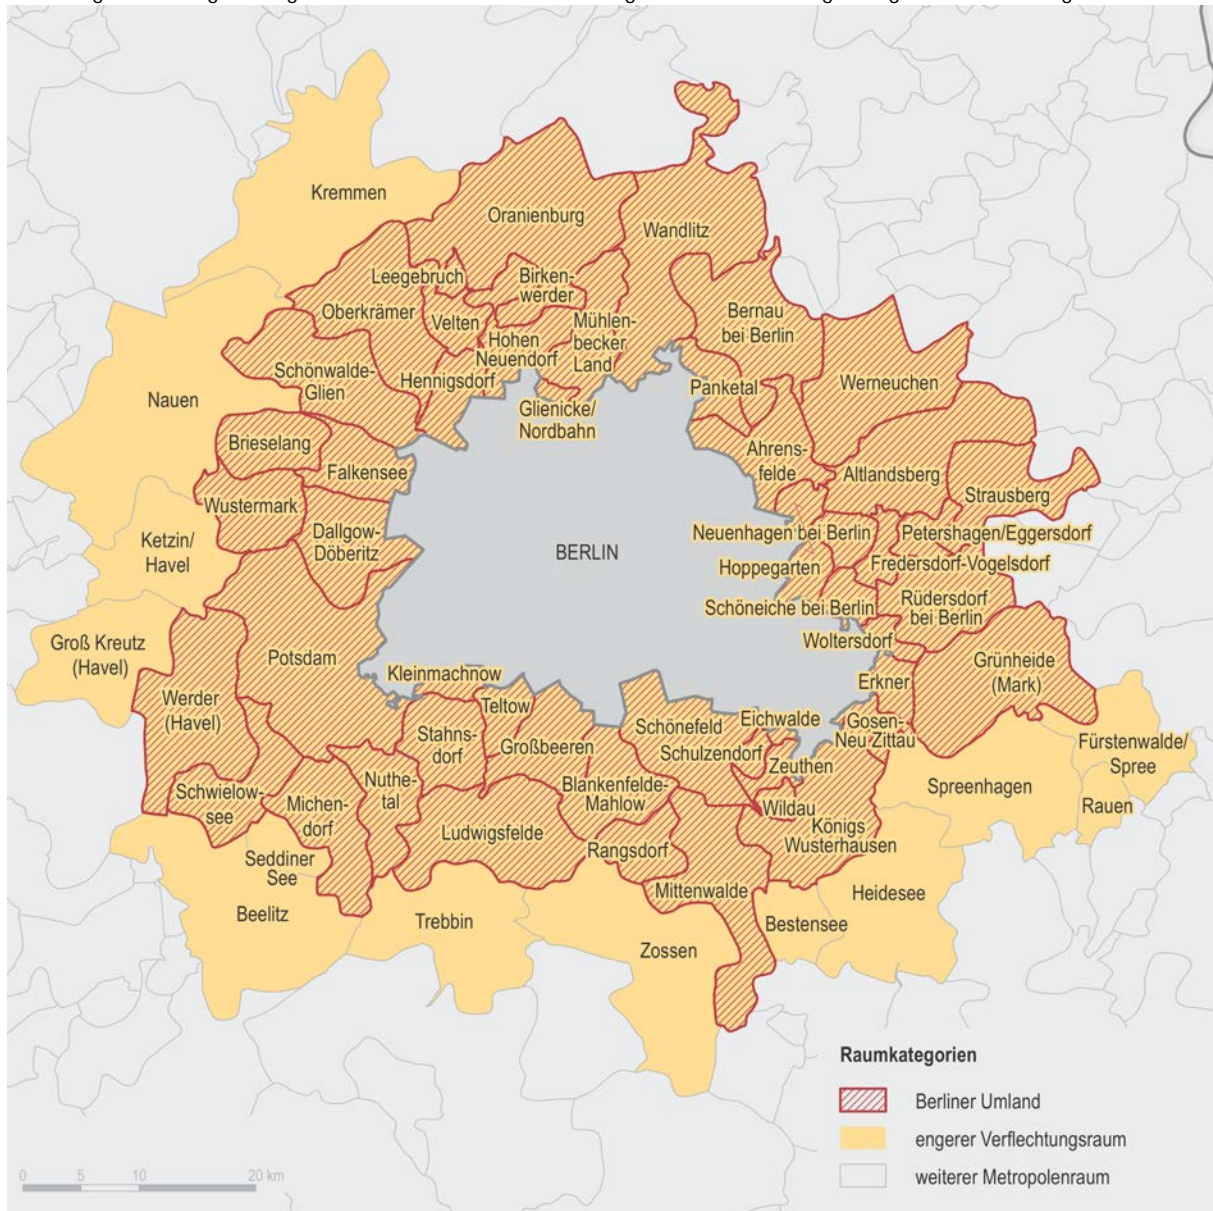 Kremmen
Oranienburg
Wandlitz
Leegebruch
Birken-
werder
Oberkrämer
Velten
Hohen
Neuendorf
Mühlen-
becker
Land
Bernau
bei Berlin
Schönwalde-
Glien
Hennigsdorf
Panketal
Werneuchen
Nauen
Glienicke/
Nordbahn
Brieselang
Falkensee
Ahrens-
felde
Altlandsberg
Strausberg
Wustermark
Dallgow-
Döberitz
Ketzin/
Havel
BERLIN
Neuenhagen bei Berlin
Petershagen/Eggersdorf
Hoppegarten
Fredersdorf-Vogelsdorf
Schöneiche bei Berlin
Rüdersdorf
bei Berlin
Woltersdorf
Groß Kreutz
(Havel)
Potsdam
Kleinmachnow
Erkner
Grünheide
(Mark)
Werder
(Havel)
Teltow
Stahns-
dorf
Großbeeren
Schönefeld
Eichwalde
Schulzendorf
Gosen-
Neu Zittau
Zeuthen
Fürstenwalde/
Spree
Schwielow-
see
Michen-
dorf
Nuthe-
tal
Blankenfelde-
Mahlow
Wildau
Spreenhagen
Rauen
Ludwigsfelde
Rangsdorf
Königs
Wusterhausen
Seddiner
See
Mittenwalde
Heidesee
Beelitz
Trebbin
Bestensee
Zossen
Raumkategorien
Berliner Umland
engerer Verflechtungsraum
weiterer Metropolenraum
0 5 10 20 km